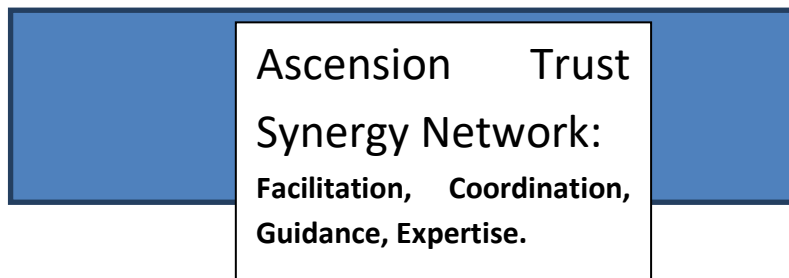 Ascension Trust
Synergy Network:
Facilitation, Coordination,
Guidance, Expertise.